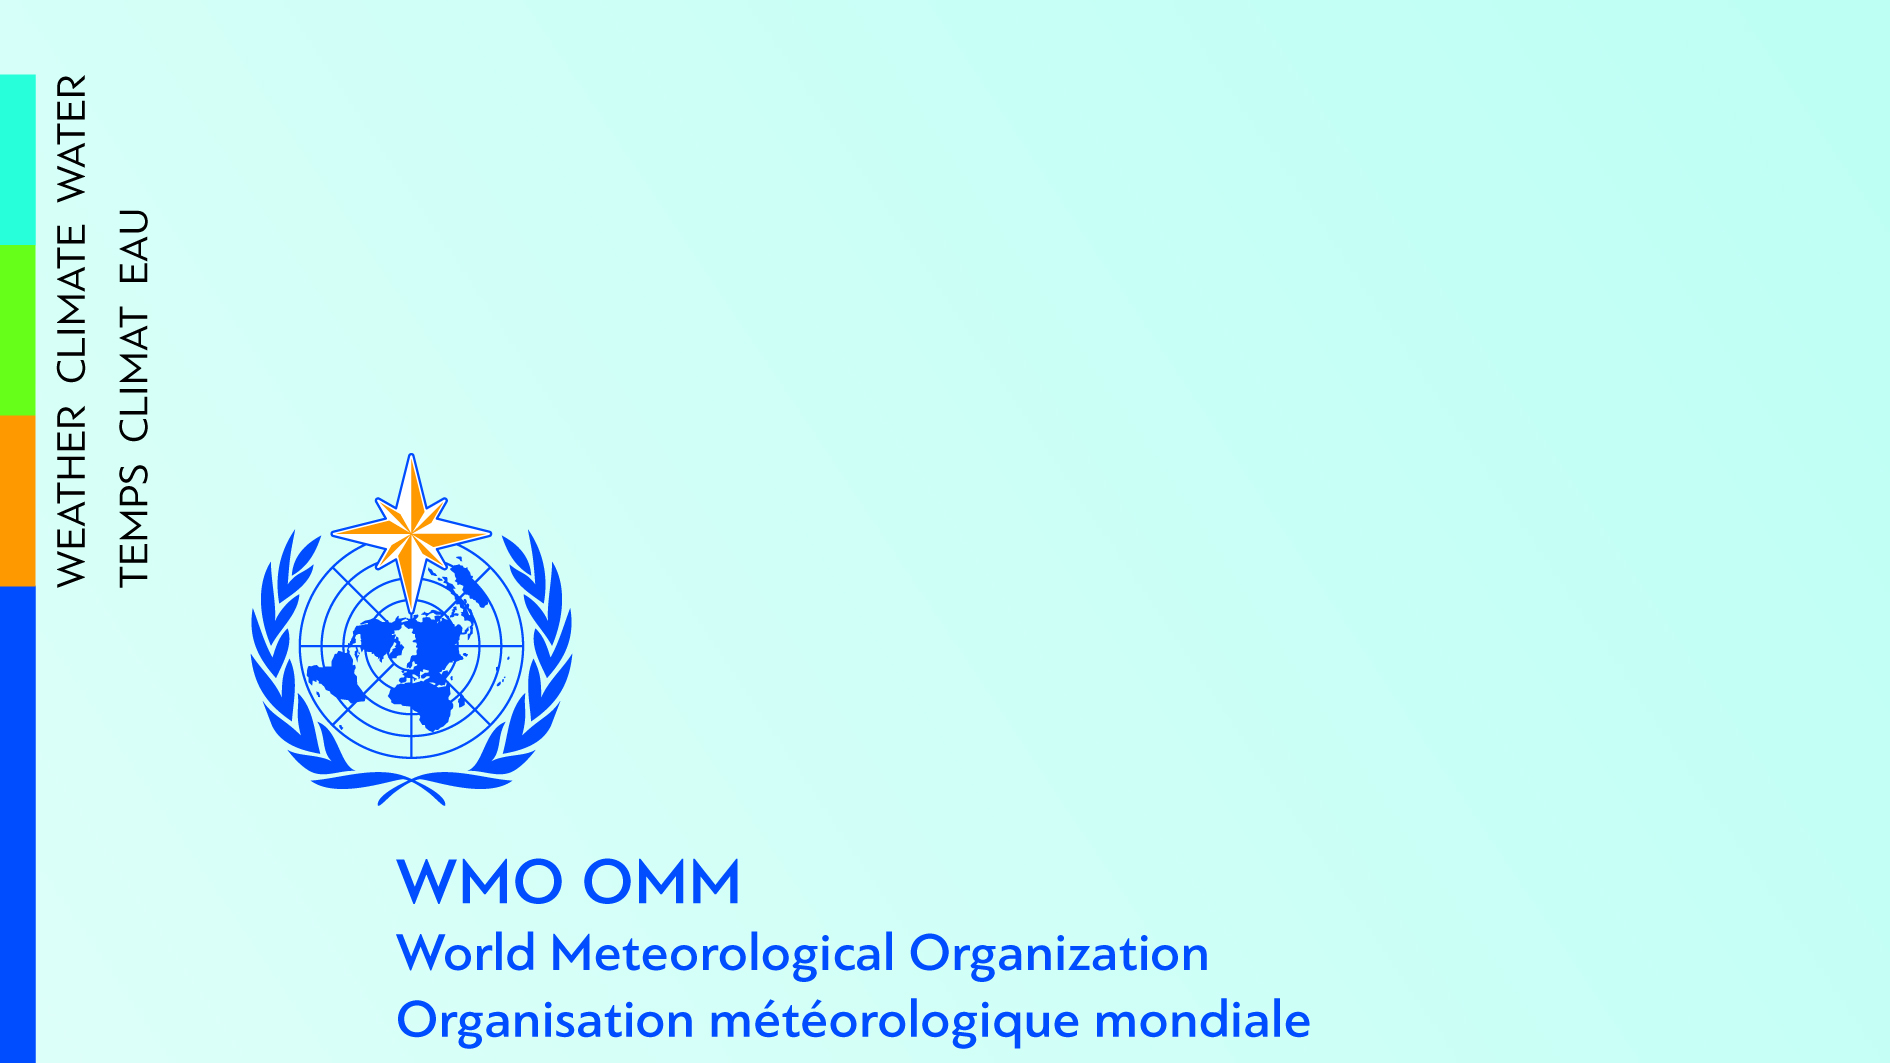 WEATHER CLIMATE WATER
TEMPS CLIMAT EAU
WMO OMM
World Meteorological Organization
Organisation météorologique mondiale